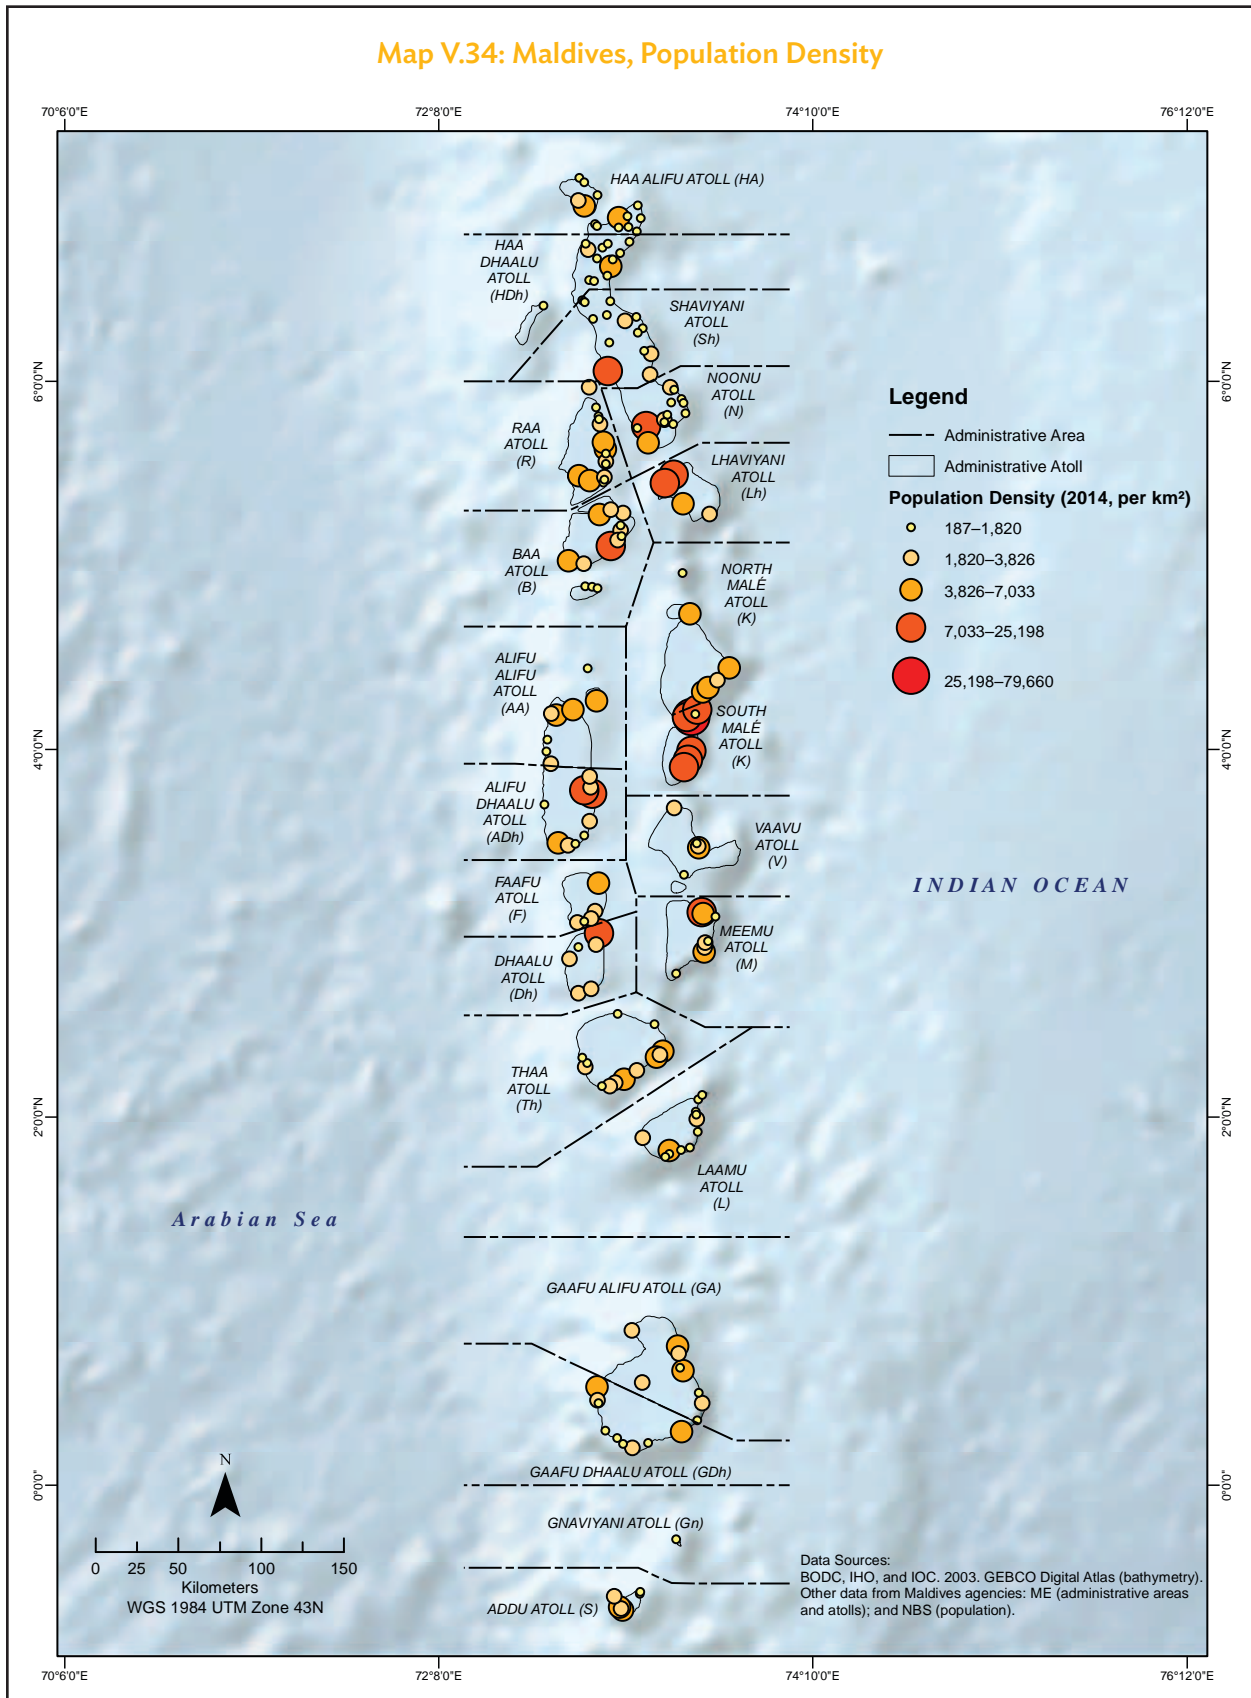 Map V.34: Maldives, Population Density
70°6'0"E
72°8'0"E
74°10'0"E
76°12'0"E
HAA ALIFU ATOLL (HA)
HAA
DHAALU
ATOLL
(HDh)
SHAVIYANI
ATOLL
(Sh)
6°0'0"N
6°0'0"N
NOONU
ATOLL
(N)
RAA
ATOLL
(R)
LHAVIYANI
ATOLL
(Lh)
BAA
ATOLL
(B)
NORTH
MALÉ
ATOLL
(K)
ALIFU
ALIFU
ATOLL
(AA)
SOUTH
MALÉ
ATOLL
(K)
4°0'0"N
4°0'0"N
ALIFU
DHAALU
ATOLL
(ADh)
VAAVU
ATOLL
(V)
FAAFU
ATOLL
(F)
MEEMU
ATOLL
(M)
DHAALU
ATOLL
(Dh)
THAA
ATOLL
(Th)
2°0'0"N
2°0'0"N
LAAMU
ATOLL
(L)
GAAFU ALIFU ATOLL (GA)
GAAFU DHAALU ATOLL (GDh)
0°0'0"
0°0'0"
GNAVIYANI ATOLL (Gn)
ADDU ATOLL (S)
INDIAN OCEAN
Arabian Sea
Legend
Administrative Area
Administrative Atoll
Population Density (2014, per km²)
187–1,820
1,820–3,826
3,826–7,033
7,033–25,198
25,198–79,660
N
0 25 50 100 150
Kilometers
WGS 1984 UTM Zone 43N
Data Sources:
BODC, IHO, and IOC. 2003. GEBCO Digital Atlas (bathymetry).
Other data from Maldives agencies: ME (administrative areas
and atolls); and NBS (population).
70°6'0"E
72°8'0"E
74°10'0"E
76°12'0"E